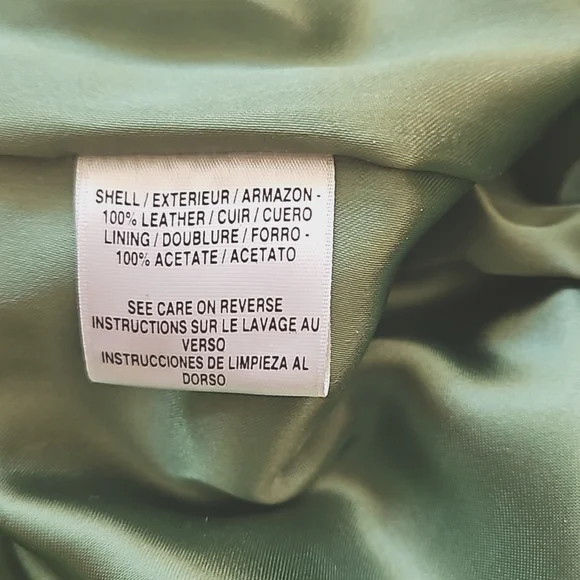 SHELL / EXTERIEUR / ARMAZON -
100% LEATHER / CUIR / CUERO
LINING / DOUBLURE / FORRO -
100% ACETATE / ACETATO
SEE CARE ON REVERSE
INSTRUCTIONS SUR LE LAVAGE AU
VERSO
INSTRUCCIONES DE LIMPIEZA AL
DORSO